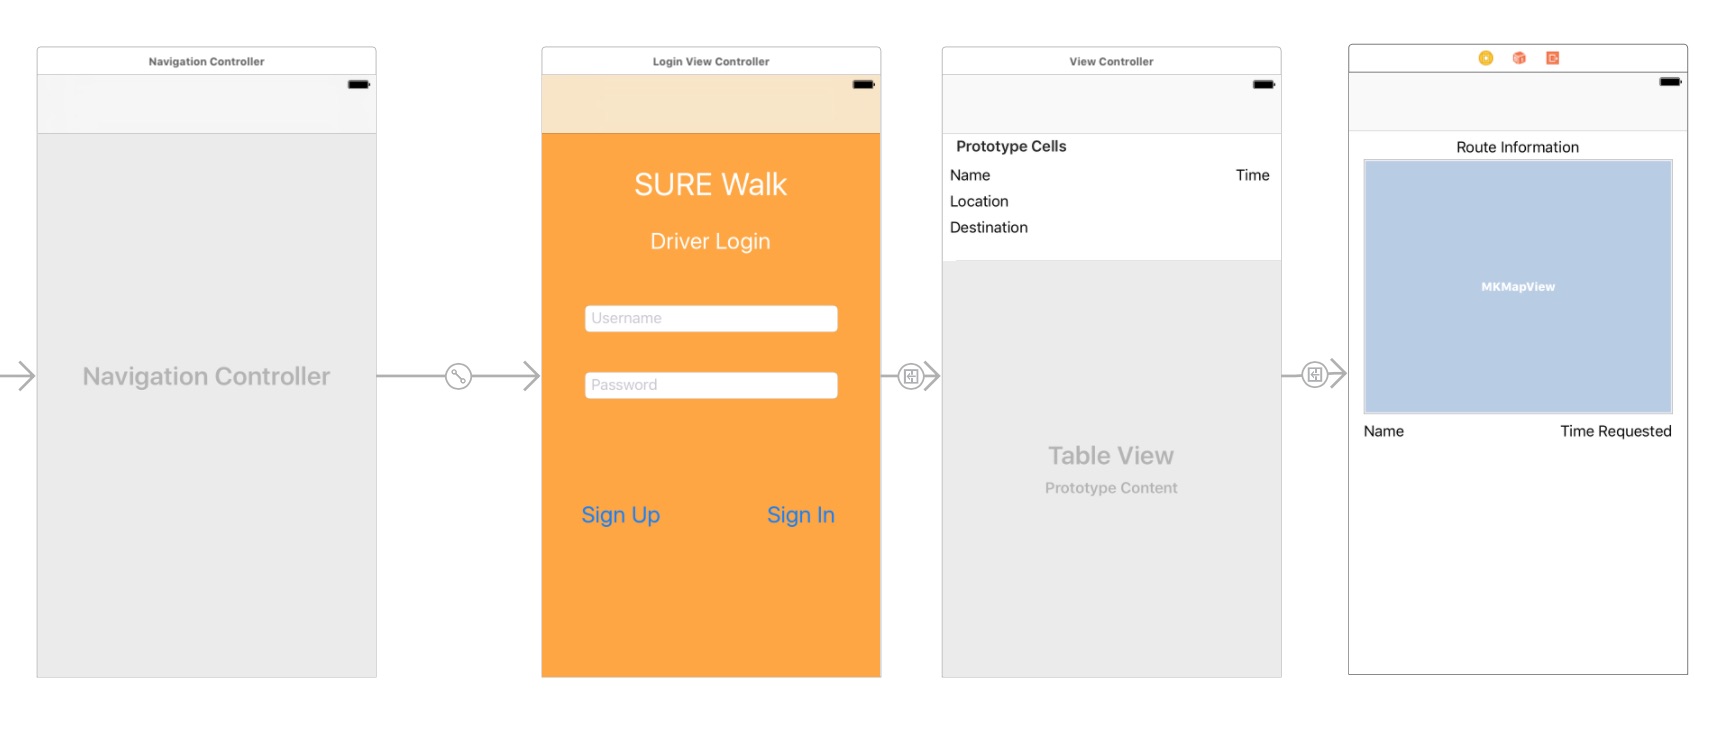 Navigation Controller
Navigation Controller
Login View Controller
SURE Walk
Driver Login
Username
Password
Sign Up Sign In
View Controller
Prototype Cells
Name Time
Location
Destination
Table View
Prototype Content
Route Information
MKMapView
Name Time Requested